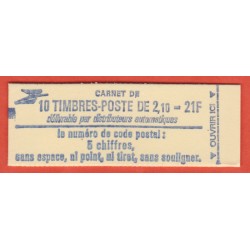 CARNET DE
10 TIMBRES-POSTE DE 2,10 = 21F
délivrable par distributeurs automatiques
le numéro de code postal:
5 chiffres,
sans espace, ni point, ni tiret, sans souligner.
OUVRIR ICI